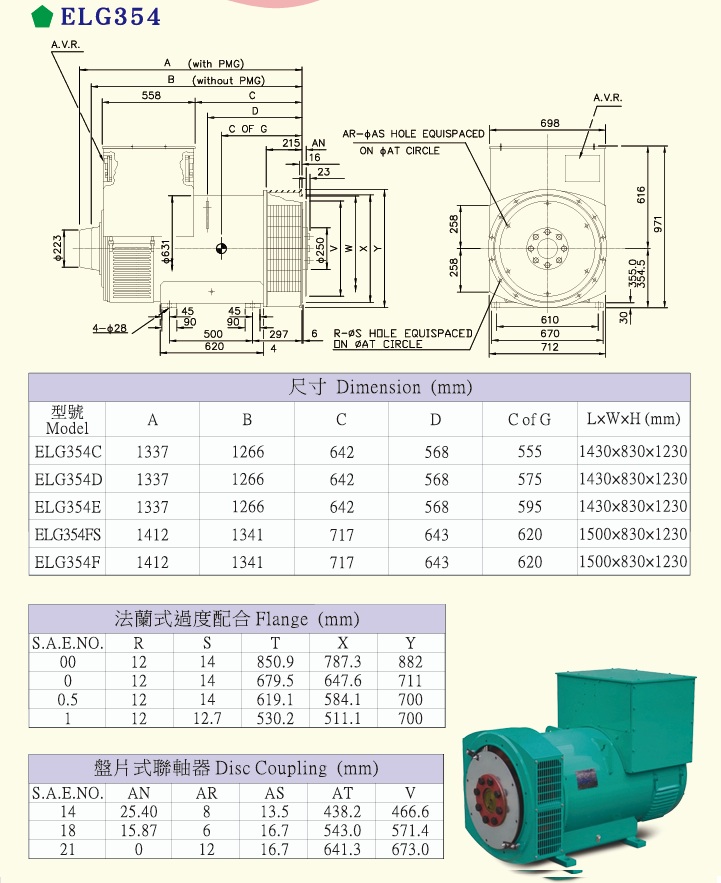 ELG354
A.V.R.
A (with PMG)
B (without PMG)
558
C
D
C OF G
215
AN
16
23
φ223
φ631
φ250
V
W
X
Y
4-φ28
45
90
45
90
500
297
6
620
4
A.V.R.
698
AR-φAS HOLE EQUISPACED
ON φAT CIRCLE
616
971
258
258
355.0
354.5
30
610
670
712
R-ØS HOLE EQUISPACED
ON ØAT CIRCLE
尺寸 Dimension (mm)
型號 Model A B C D C of G L×W×H (mm)
ELG354C 1337 1266 642 568 555 1430×830×1230
ELG354D 1337 1266 642 568 575 1430×830×1230
ELG354E 1337 1266 642 568 595 1430×830×1230
ELG354FS 1412 1341 717 643 620 1500×830×1230
ELG354F 1412 1341 717 643 620 1500×830×1230
法蘭式過度配合 Flange (mm)
S.A.E.NO. R S T X Y
00 12 14 850.9 787.3 882
0 12 14 679.5 647.6 711
0.5 12 14 619.1 584.1 700
1 12 12.7 530.2 511.1 700
盤片式聯軸器 Disc Coupling (mm)
S.A.E.NO. AN AR AS AT V
14 25.40 8 13.5 438.2 466.6
18 15.87 6 16.7 543.0 571.4
21 0 12 16.7 641.3 673.0